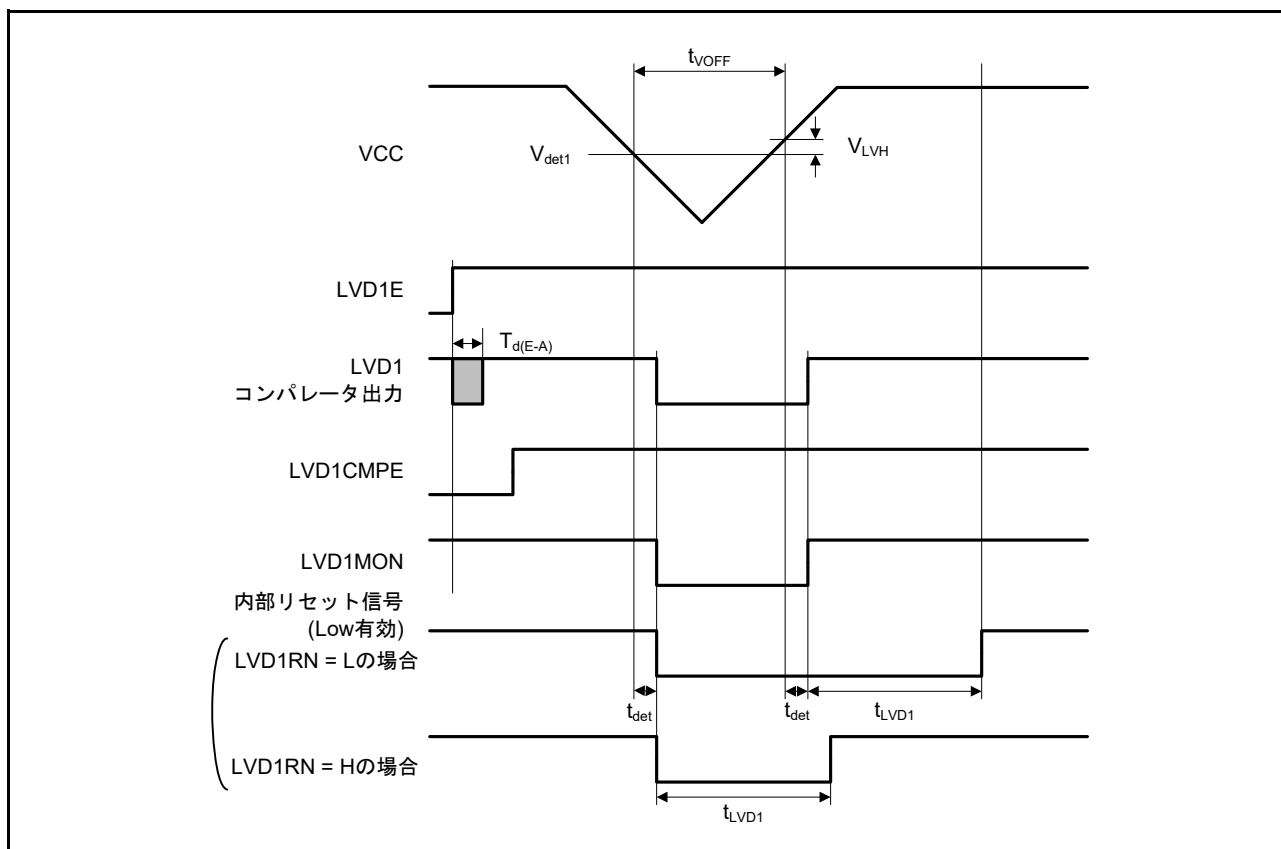 tVOFF
VCC
Vdet1
VLVH
LVD1E
Td(E-A)
LVD1
コンパレータ出力
LVD1CMPE
LVD1MON
内部リセット信号
(Low有効)
LVD1RN = Lの場合
tdet
tdet
tLVD1
LVD1RN = Hの場合
tLVD1